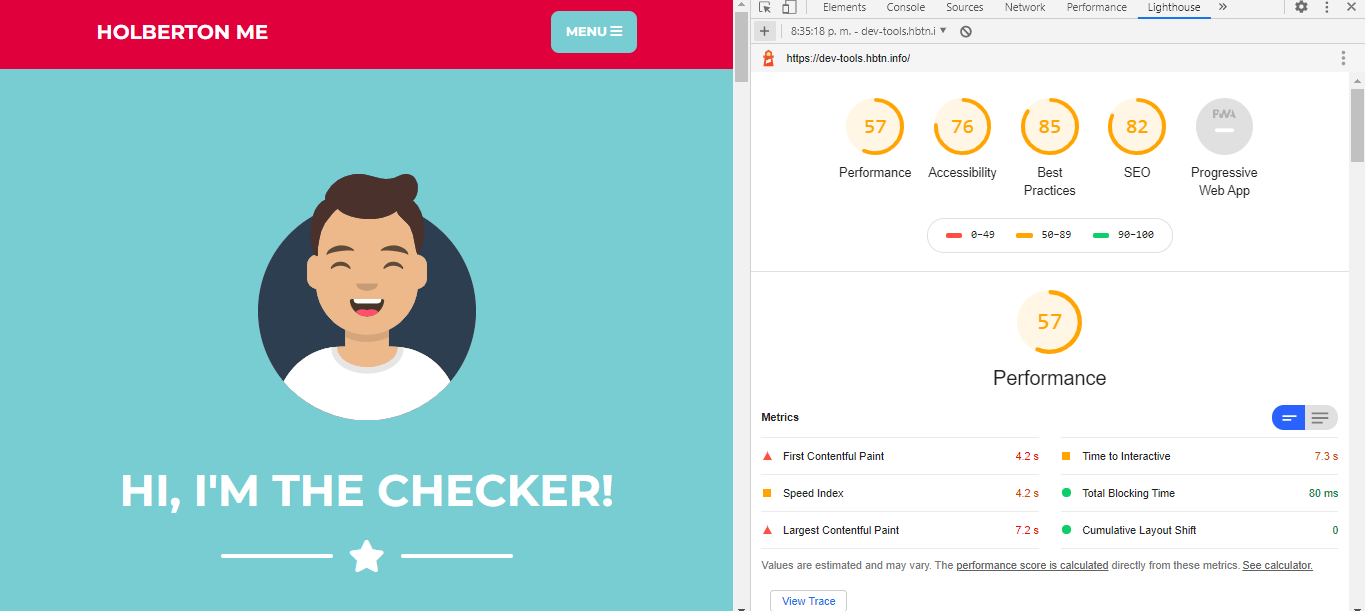 HOLBERTON ME
MENU
HI, I'M THE CHECKER!
Elements Console Sources Network Performance Lighthouse »
+ 8:35:18 p. m. - dev-tools.hbtn.i
https://dev-tools.hbtn.info/
57 76 85 82 PWA
Performance Accessibility Best Practices SEO Progressive Web App
0–49 50–89 90–100
57
Performance
Metrics
First Contentful Paint 4.2 s
Time to Interactive 7.3 s
Speed Index 4.2 s
Total Blocking Time 80 ms
Largest Contentful Paint 7.2 s
Cumulative Layout Shift 0
Values are estimated and may vary. The performance score is calculated directly from these metrics. See calculator.
View Trace